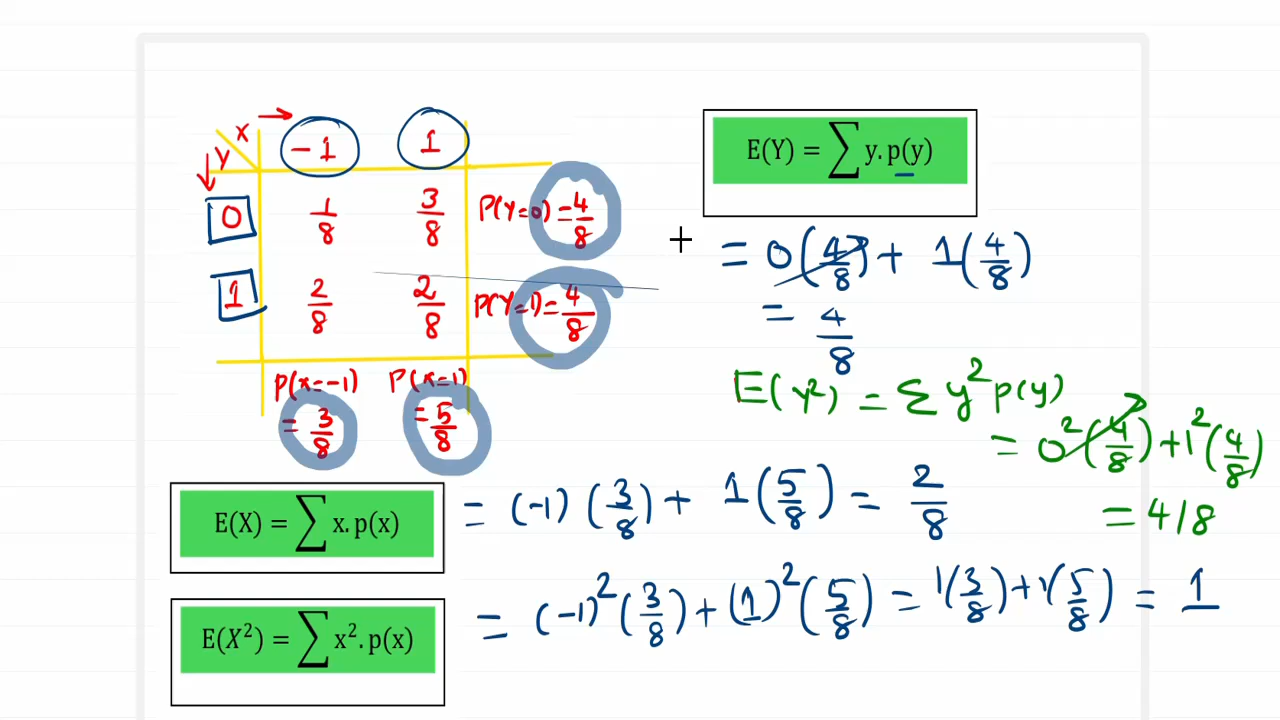 X -1 1
Y
0 1/8 3/8 P(Y=0) = 4/8
1 2/8 2/8 P(Y=1) = 4/8
P(x=-1) = 3/8 P(x=1) = 5/8
E(Y) = ∑ y. p(y)
= 0(4/8) + 1(4/8)
= 4/8
E(Y²) = Σ y² p(y)
= 0²(4/8) + 1²(4/8)
= 4/8
E(X) = ∑ x. p(x) = (-1)(3/8) + 1(5/8) = 2/8
E(X²) = ∑ x². p(x) = (-1)²(3/8) + (1)²(5/8) = 1(3/8) + 1(5/8) = 1